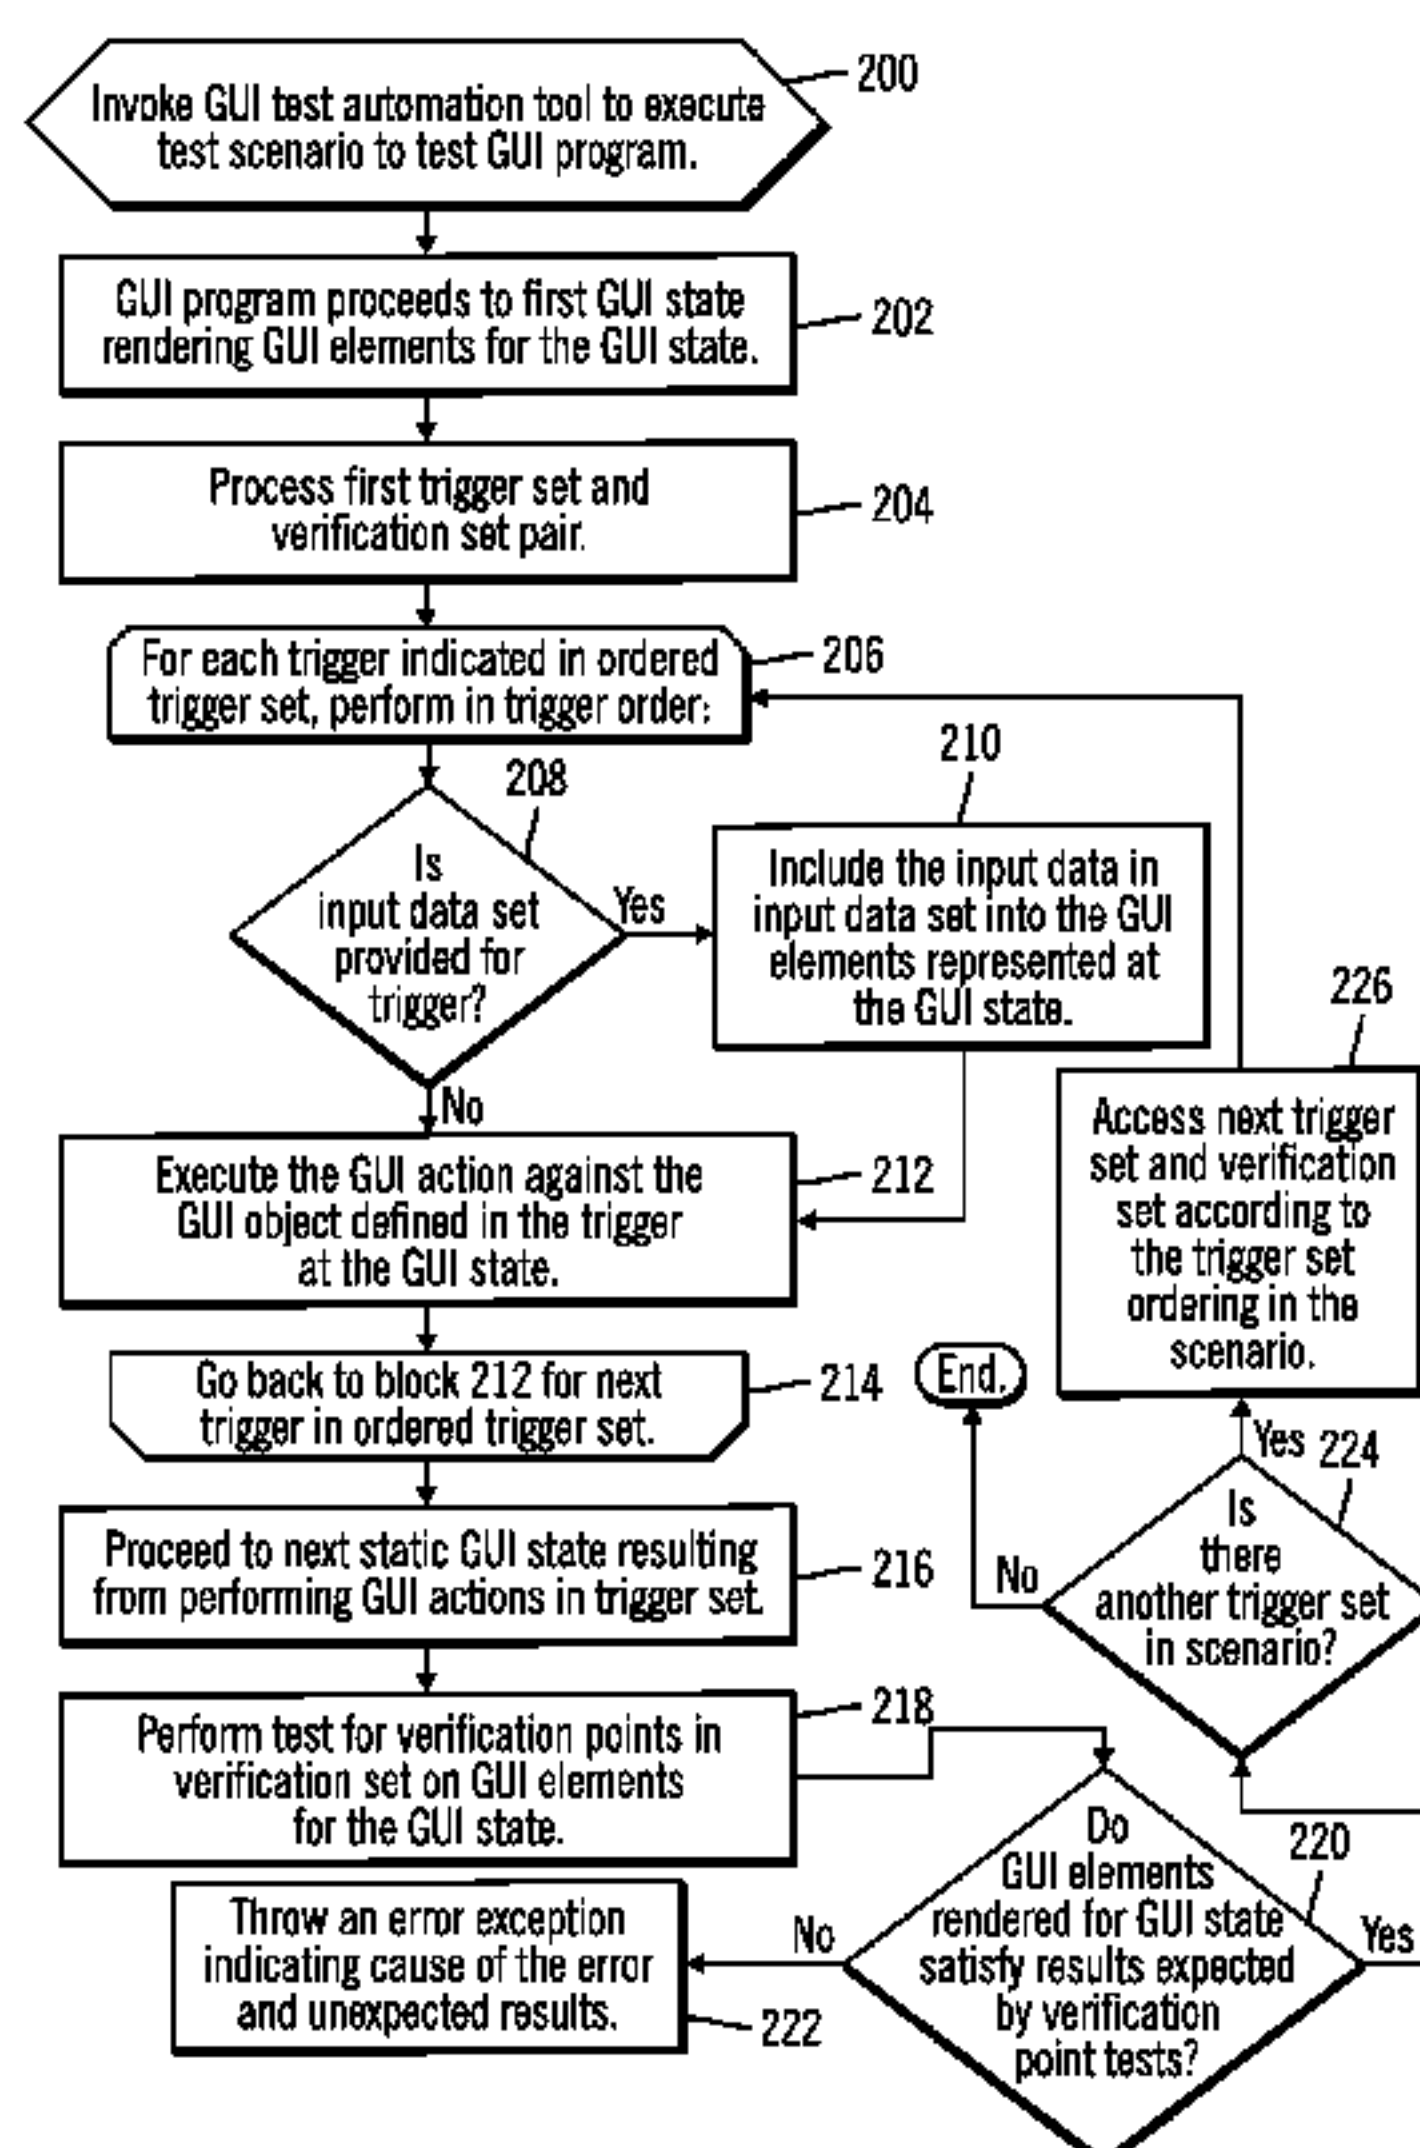 200
Invoke GUI test automation tool to execute
test scenario to test GUI program.
GUI program proceeds to first GUI state
rendering GUI elements for the GUI state.
202
Process first trigger set and
verification set pair.
204
For each trigger indicated in ordered
trigger set, perform in trigger order:
206
208
Is
input data set
provided for
trigger?
Yes
No
210
Include the input data in
input data set into the GUI
elements represented at
the GUI state.
Execute the GUI action against the
GUI object defined in the trigger
at the GUI state.
212
Go back to block 212 for next
trigger in ordered trigger set.
214
Proceed to next static GUI state resulting
from performing GUI actions in trigger set.
216
Perform test for verification points in
verification set on GUI elements
for the GUI state.
218
220
Do
GUI elements
rendered for GUI state
satisfy results expected
by verification
point tests?
No
Yes
Throw an error exception
indicating cause of the error
and unexpected results.
222
224
Is
there
another trigger set
in scenario?
Yes
No
End.
226
Access next trigger
set and verification
set according to
the trigger set
ordering in the
scenario.